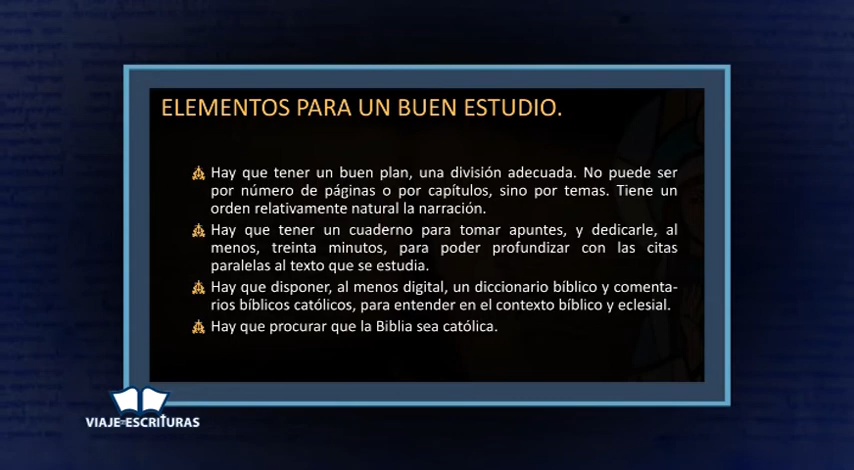 ELEMENTOS PARA UN BUEN ESTUDIO.
Hay que tener un buen plan, una división adecuada. No puede ser
por número de páginas o por capítulos, sino por temas. Tiene un
orden relativamente natural la narración.
Hay que tener un cuaderno para tomar apuntes, y dedicarle, al
menos, treinta minutos, para poder profundizar con las citas
paralelas al texto que se estudia.
Hay que disponer, al menos digital, un diccionario bíblico y comenta-
rios bíblicos católicos, para entender en el contexto bíblico y eclesial.
Hay que procurar que la Biblia sea católica.
VIAJE ESCRITURAS